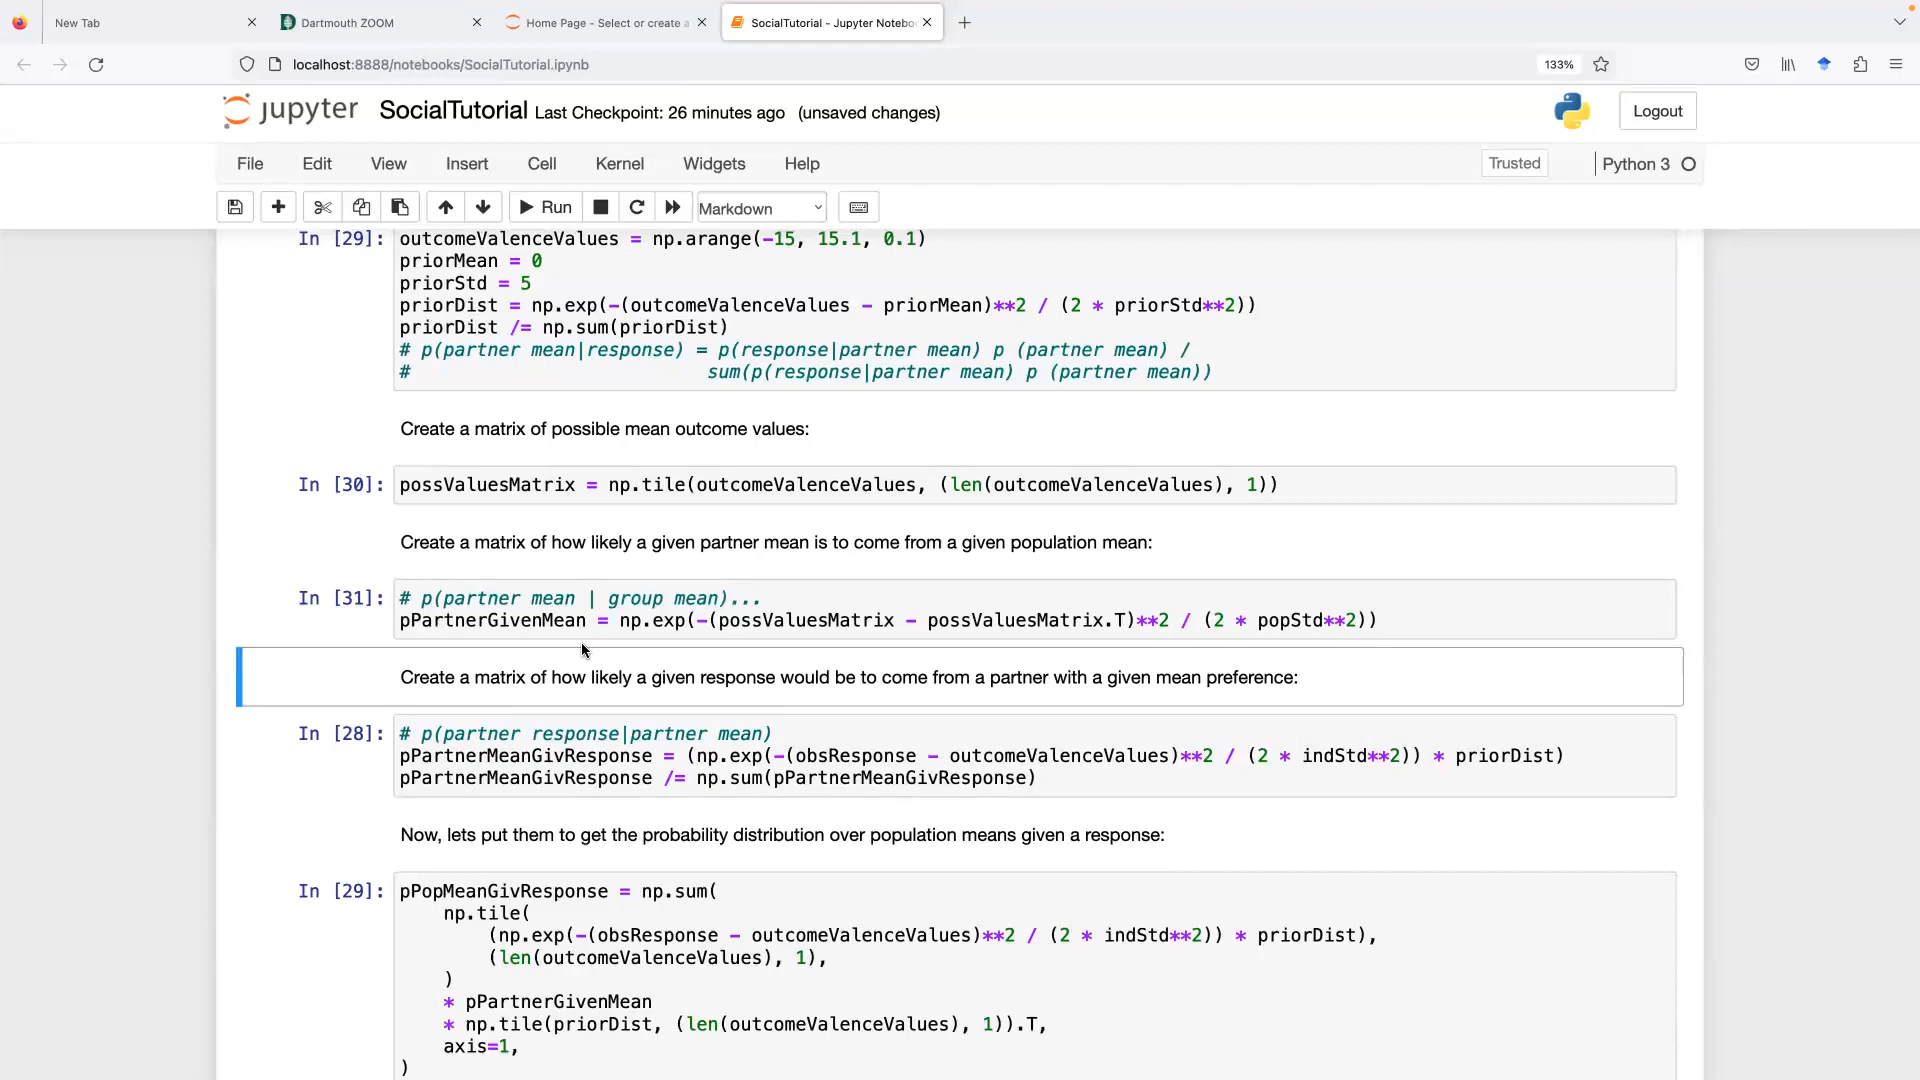 New Tab
Dartmouth ZOOM
Home Page - Select or create a
SocialTutorial - Jupyter Notebo
localhost:8888/notebooks/SocialTutorial.ipynb
133%
jupyter SocialTutorial Last Checkpoint: 26 minutes ago (unsaved changes)
Logout
File Edit View Insert Cell Kernel Widgets Help
Trusted
Python 3
Run
Markdown
In [29]: outcomeValenceValues = np.arange(-15, 15.1, 0.1)
priorMean = 0
priorStd = 5
priorDist = np.exp(-(outcomeValenceValues - priorMean)**2 / (2 * priorStd**2))
priorDist /= np.sum(priorDist)
# p(partner mean|response) = p(response|partner mean) p (partner mean) /
# sum(p(response|partner mean) p (partner mean))
Create a matrix of possible mean outcome values:
In [30]: possValuesMatrix = np.tile(outcomeValenceValues, (len(outcomeValenceValues), 1))
Create a matrix of how likely a given partner mean is to come from a given population mean:
In [31]: # p(partner mean | group mean)...
pPartnerGivenMean = np.exp(-(possValuesMatrix - possValuesMatrix.T)**2 / (2 * popStd**2))
Create a matrix of how likely a given response would be to come from a partner with a given mean preference:
In [28]: # p(partner response|partner mean)
pPartnerMeanGivResponse = (np.exp(-(obsResponse - outcomeValenceValues)**2 / (2 * indStd**2)) * priorDist)
pPartnerMeanGivResponse /= np.sum(pPartnerMeanGivResponse)
Now, lets put them to get the probability distribution over population means given a response:
In [29]: pPopMeanGivResponse = np.sum(
np.tile(
(np.exp(-(obsResponse - outcomeValenceValues)**2 / (2 * indStd**2)) * priorDist),
(len(outcomeValenceValues), 1),
)
* pPartnerGivenMean
* np.tile(priorDist, (len(outcomeValenceValues), 1)).T,
axis=1,
)